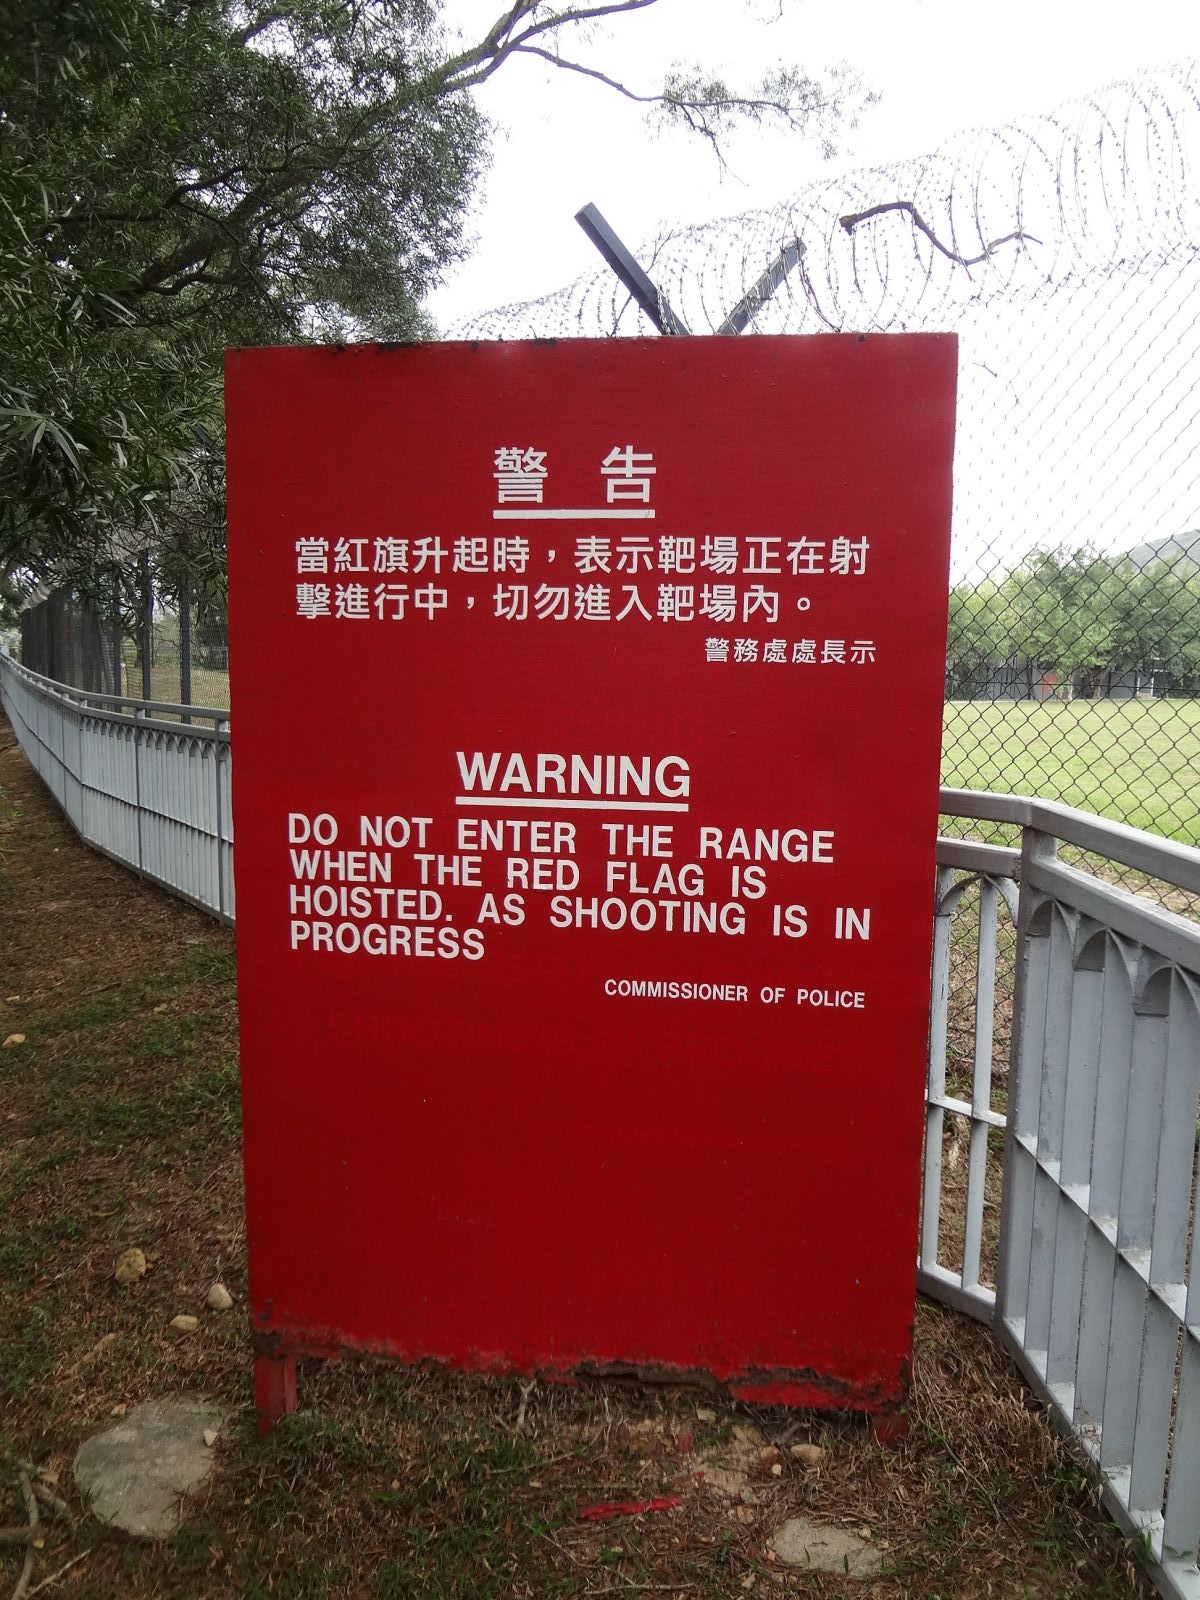 警 告
當紅旗升起時，表示靶場正在射
擊進行中，切勿進入靶場內。
警務處處長示
WARNING
DO NOT ENTER THE RANGE
WHEN THE RED FLAG IS
HOISTED. AS SHOOTING IS IN
PROGRESS
COMMISSIONER OF POLICE